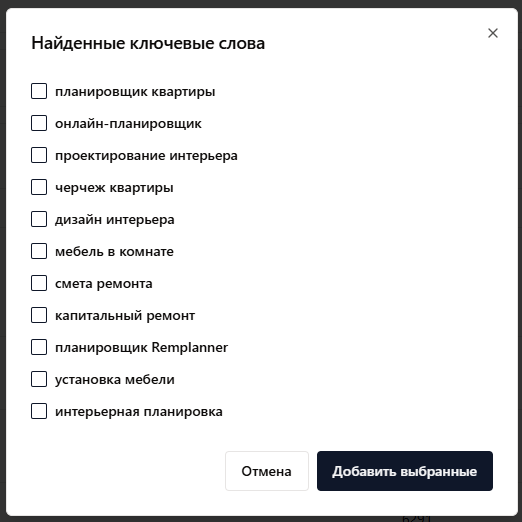 Найденные ключевые слова
планировщик квартиры
онлайн-планировщик
проектирование интерьера
черчеж квартиры
дизайн интерьера
мебель в комнате
смета ремонта
капитальный ремонт
планировщик Remplanner
установка мебели
интерьерная планировка
Отмена
Добавить выбранные